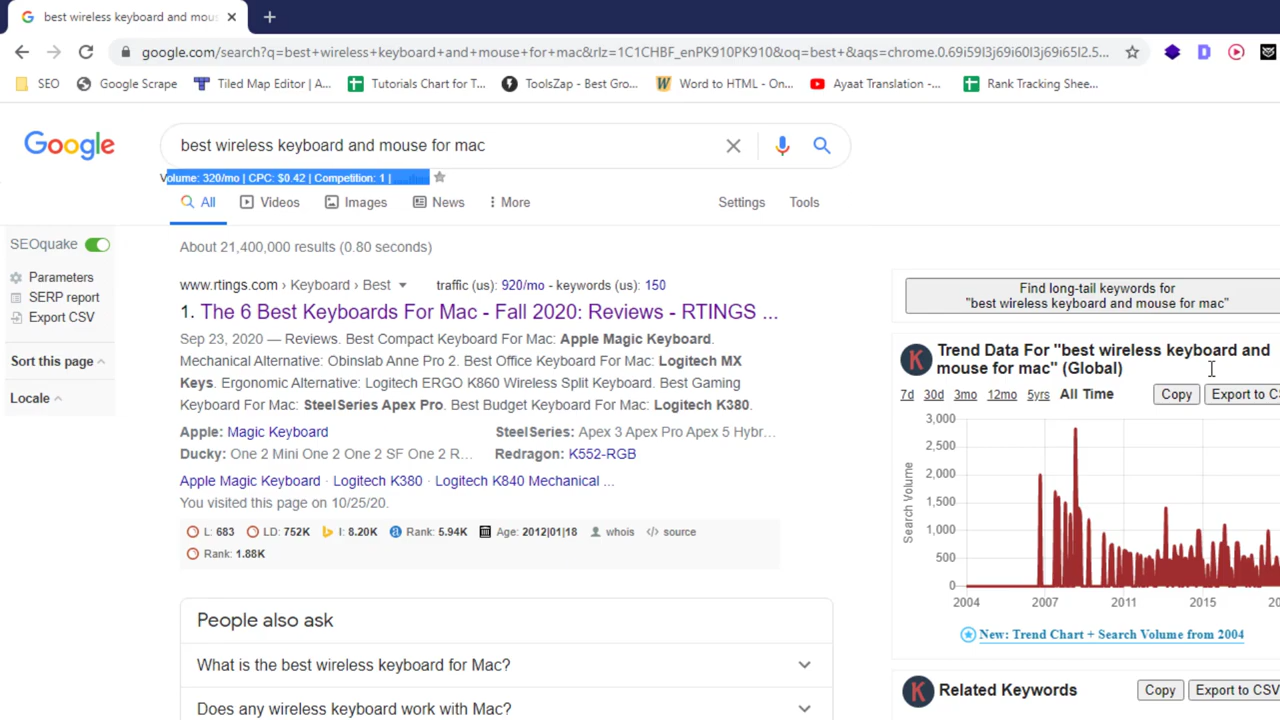 best wireless keyboard and mou
google.com/search?q=best+wireless+keyboard+and+mouse+for+mac&rlz=1C1CHBF_enPK910PK910&oq=best+&aqs=chrome.0.69i59l3j69i60l3j69i65l2.5...
SEO Google Scrape Tiled Map Editor | A... Tutorials Chart for T... ToolsZap - Best Gro... Word to HTML - On... Ayaat Translation -... Rank Tracking Shee...
Google best wireless keyboard and mouse for mac
Volume: 320/mo | CPC: $0.42 | Competition: 1 |
All Videos Images News More Settings Tools
SEOquake
Parameters
SERP report
Export CSV
Sort this page
Locale
About 21,400,000 results (0.80 seconds)
www.rtings.com › Keyboard › Best traffic (us): 920/mo - keywords (us): 150
1. The 6 Best Keyboards For Mac - Fall 2020: Reviews - RTINGS ...
Sep 23, 2020 — Reviews. Best Compact Keyboard For Mac: Apple Magic Keyboard.
Mechanical Alternative: Obinslab Anne Pro 2. Best Office Keyboard For Mac: Logitech MX
Keys. Ergonomic Alternative: Logitech ERGO K860 Wireless Split Keyboard. Best Gaming
Keyboard For Mac: SteelSeries Apex Pro. Best Budget Keyboard For Mac: Logitech K380.
Apple: Magic Keyboard SteelSeries: Apex 3 Apex Pro Apex 5 Hybr...
Ducky: One 2 Mini One 2 One 2 SF One 2 R... Redragon: K552-RGB
Apple Magic Keyboard · Logitech K380 · Logitech K840 Mechanical ...
You visited this page on 10/25/20.
L: 683 LD: 752K I: 8.20K Rank: 5.94K Age: 2012|01|18 whois </> source
Rank: 1.88K
People also ask
What is the best wireless keyboard for Mac?
Does any wireless keyboard work with Mac?
Find long-tail keywords for
"best wireless keyboard and mouse for mac"
K Trend Data For "best wireless keyboard and
mouse for mac" (Global)
7d 30d 3mo 12mo 5yrs All Time Copy Export to CS
Search Volume
3,000
2,500
2,000
1,500
1,000
500
0
2004 2007 2011 2015 20
New: Trend Chart + Search Volume from 2004
K Related Keywords Copy Export to CSV